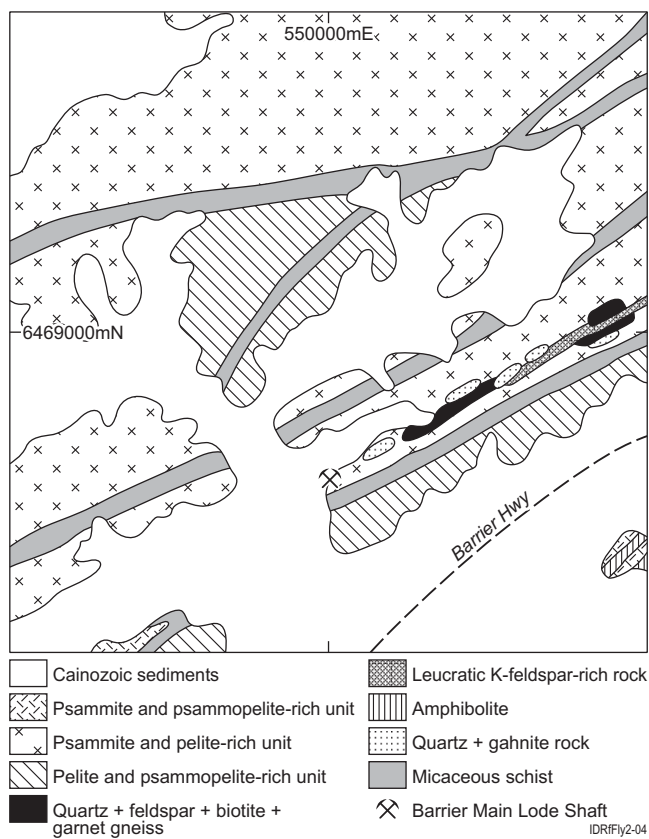 550000mE
6469000mN
Barrier Hwy
Cainozoic sediments
Psammite and psammopelite-rich unit
Psammite and pelite-rich unit
Pelite and psammopelite-rich unit
Quartz + feldspar + biotite +
garnet gneiss
Leucratic K-feldspar-rich rock
Amphibolite
Quartz + gahnite rock
Micaceous schist
Barrier Main Lode Shaft
IDRfFly2-04